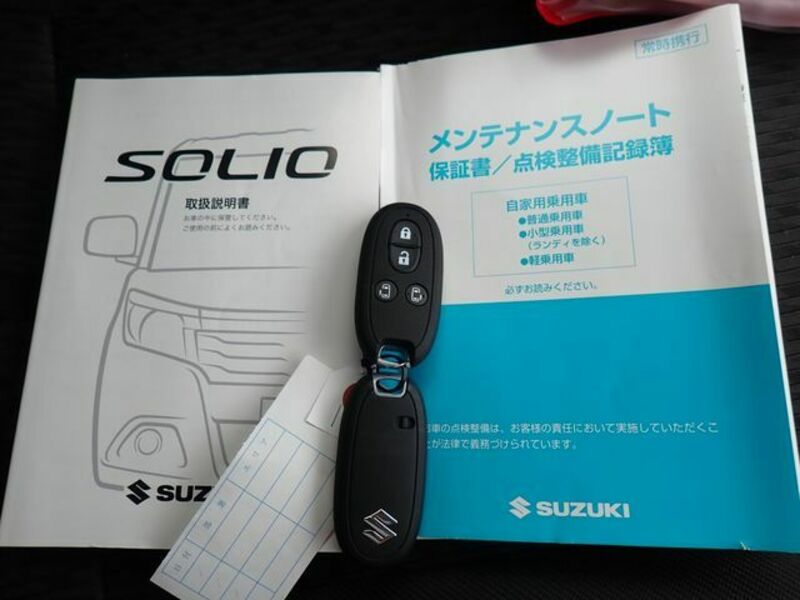 SOLIO
取扱説明書
お車の中に保管してください。
ご使用の前によくお読みください。
SUZ
常時携行
メンテナンスノート
保証書／点検整備記録簿
自家用乗用車
●普通乗用車
●小型乗用車
（ランディを除く）
●軽乗用車
必ずお読みください。
車の点検整備は、お客様の責任において実施していただくこ
とが法律で義務づけられています。
SUZUKI